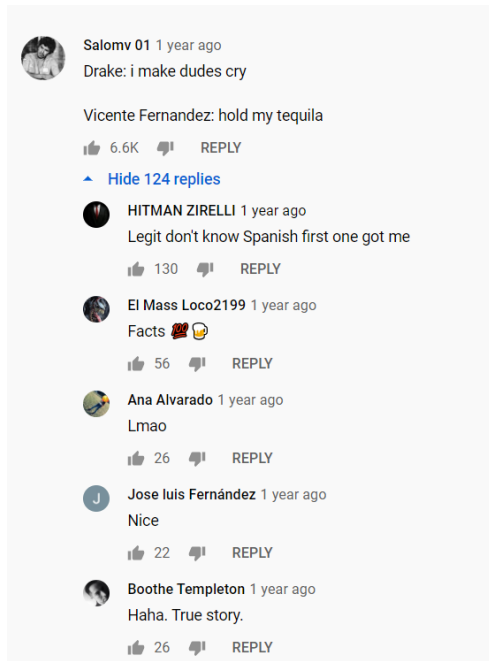 Salomv 01 1 year ago
Drake: i make dudes cry
Vicente Fernandez: hold my tequila
6.6K REPLY
Hide 124 replies
HITMAN ZIRELLI 1 year ago
Legit don't know Spanish first one got me
130 REPLY
El Mass Loco2199 1 year ago
Facts 💯🍺
56 REPLY
Ana Alvarado 1 year ago
Lmao
26 REPLY
J Jose luis Fernández 1 year ago
Nice
22 REPLY
Boothe Templeton 1 year ago
Haha. True story.
26 REPLY